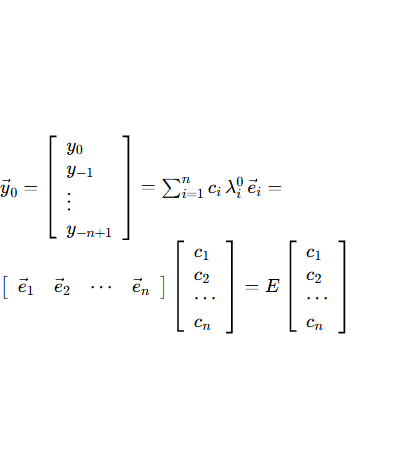 $\vec{y}_0 = \begin{bmatrix} y_0 \\ y_{-1} \\ \vdots \\ y_{-n+1} \end{bmatrix} = \sum_{i=1}^{n} c_i \, \lambda_i^0 \, \vec{e}_i =$
$\begin{bmatrix} \vec{e}_1 & \vec{e}_2 & \cdots & \vec{e}_n \end{bmatrix} \begin{bmatrix} c_1 \\ c_2 \\ \cdots \\ c_n \end{bmatrix} = E \begin{bmatrix} c_1 \\ c_2 \\ \cdots \\ c_n \end{bmatrix}$